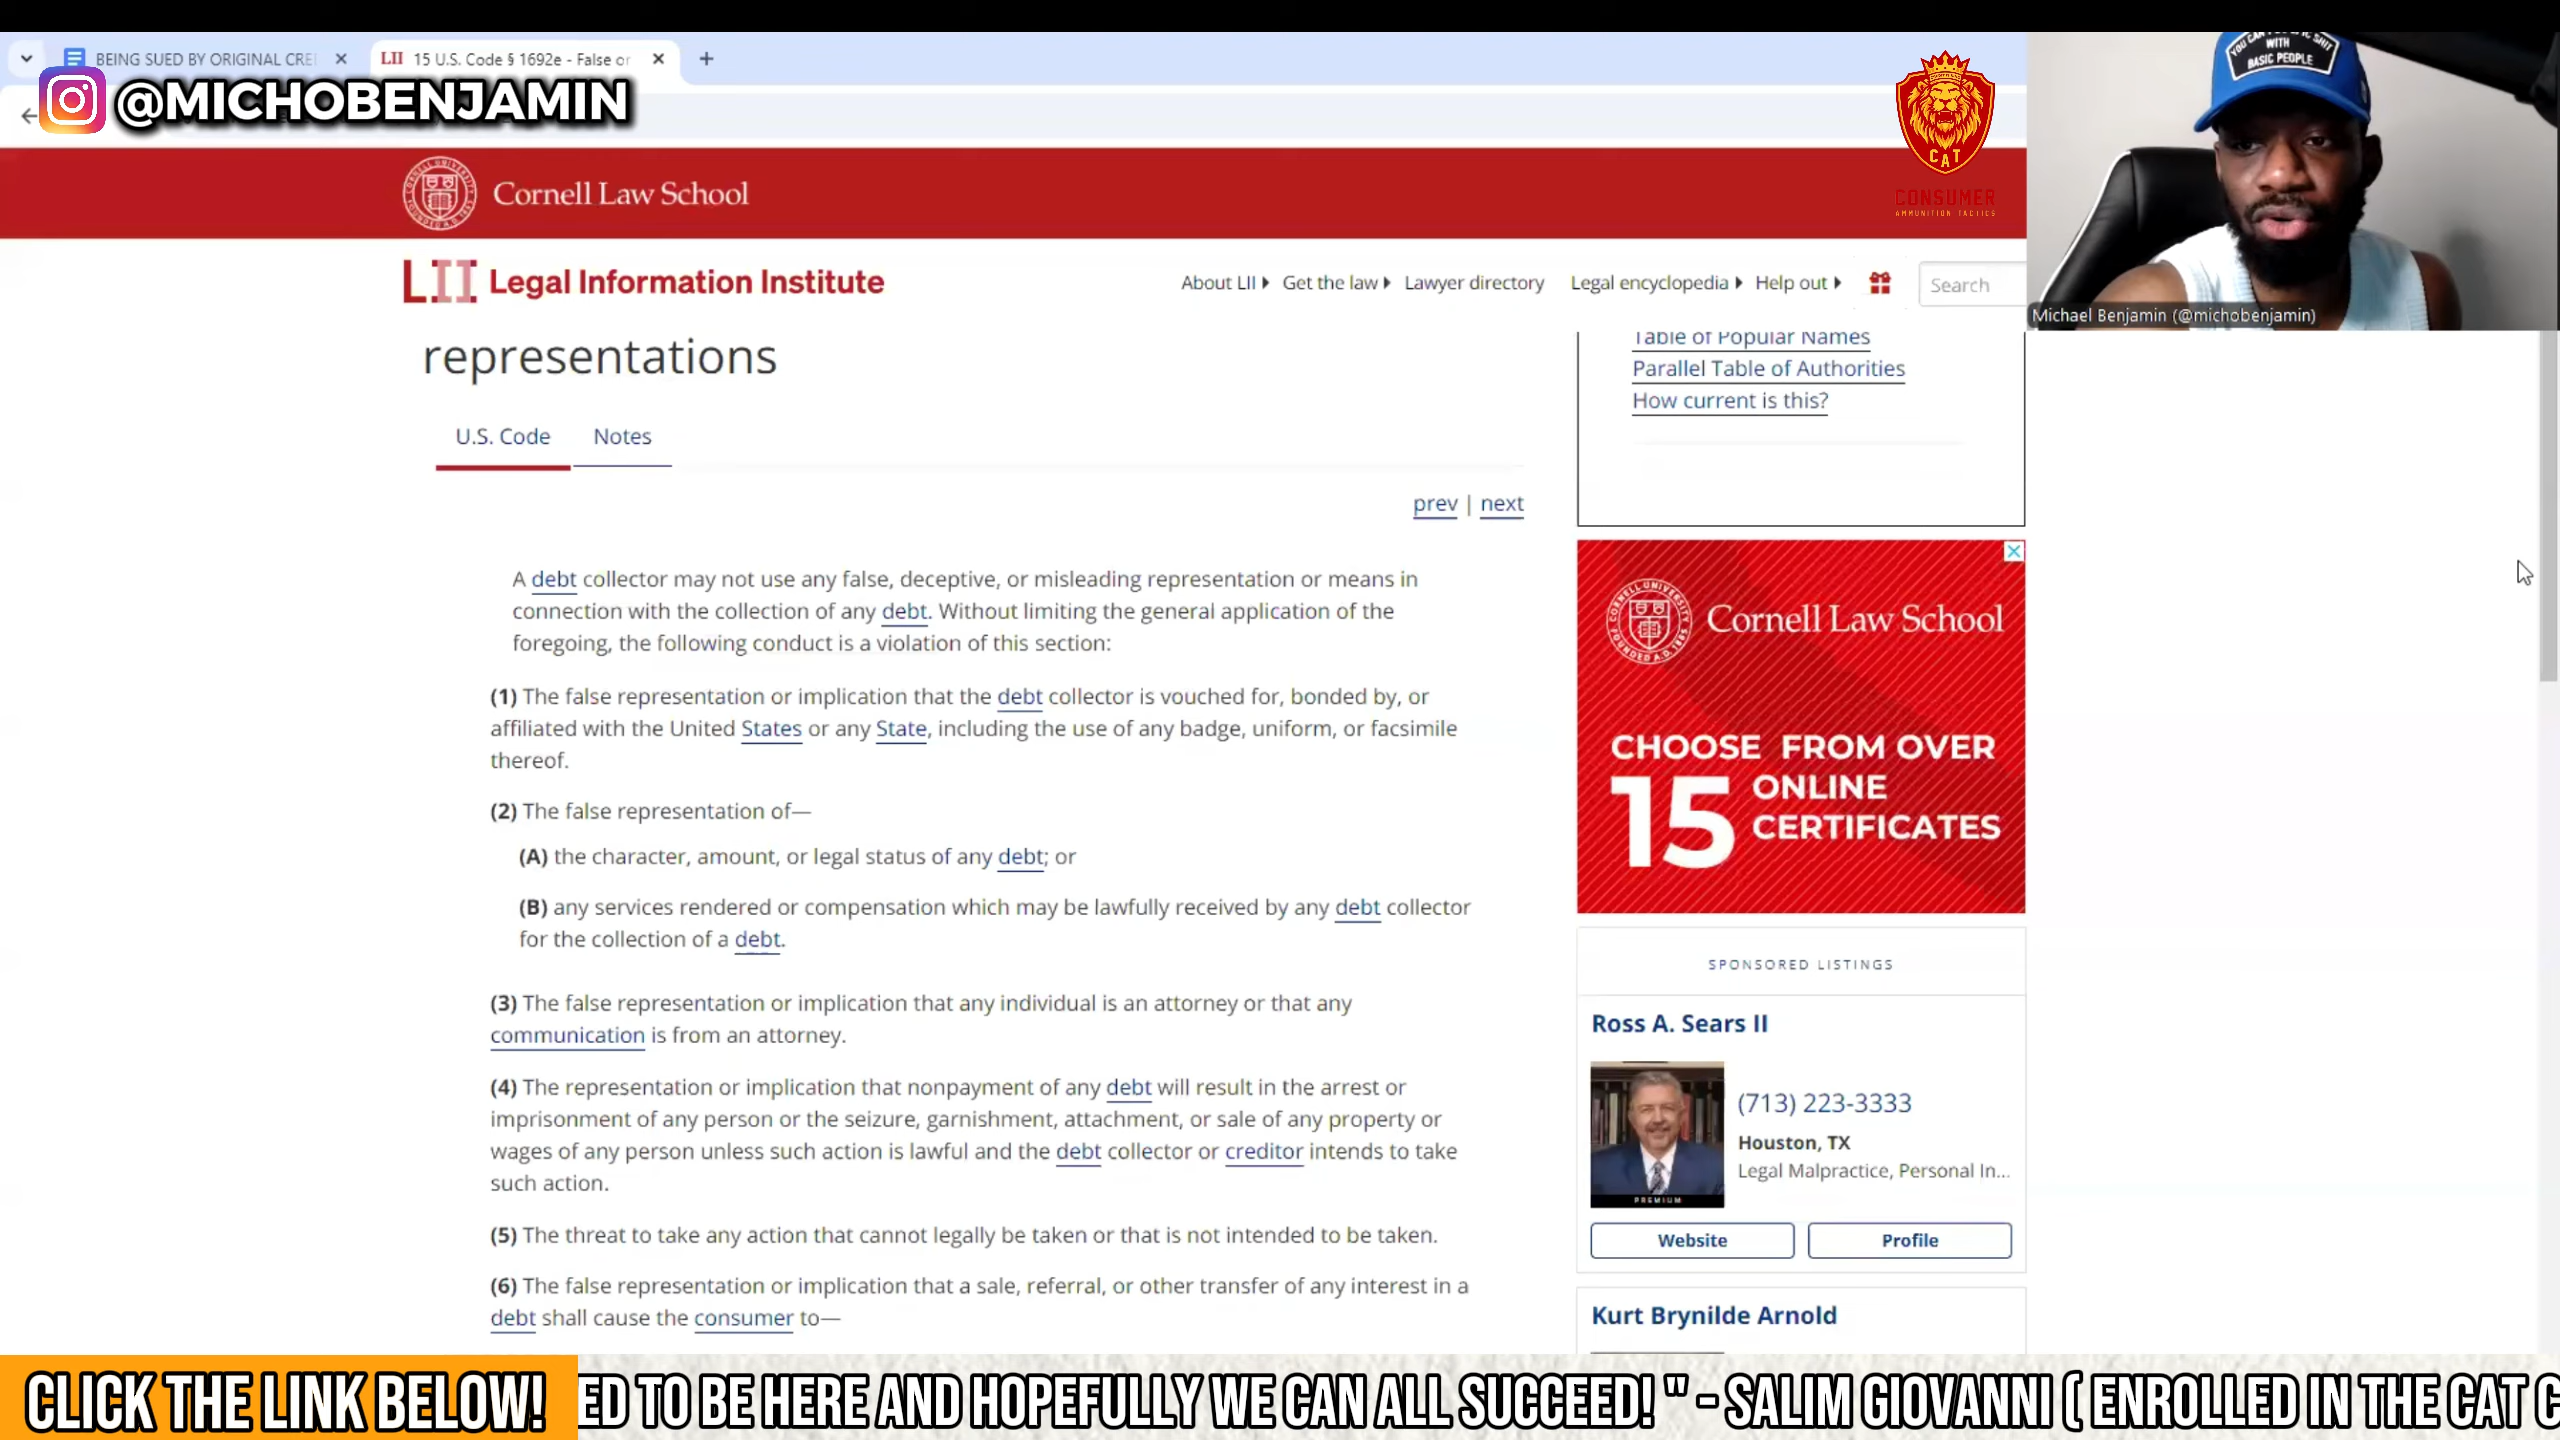 BEING SUED BY ORIGINAL CRE
LII 15 U.S. Code § 1692e - False or
@MICHOBENJAMIN
Cornell Law School
CAT
CONSUMER
AMMUNITION TACTICS
WITH
BASIC PEOPLE
Michael Benjamin (@michobenjamin)
LII Legal Information Institute
About LII Get the law Lawyer directory Legal encyclopedia Help out Search
representations
Table of Popular Names
Parallel Table of Authorities
How current is this?
U.S. Code Notes
prev | next
A debt collector may not use any false, deceptive, or misleading representation or means in
connection with the collection of any debt. Without limiting the general application of the
foregoing, the following conduct is a violation of this section:
(1) The false representation or implication that the debt collector is vouched for, bonded by, or
affiliated with the United States or any State, including the use of any badge, uniform, or facsimile
thereof.
(2) The false representation of—
(A) the character, amount, or legal status of any debt; or
(B) any services rendered or compensation which may be lawfully received by any debt collector
for the collection of a debt.
(3) The false representation or implication that any individual is an attorney or that any
communication is from an attorney.
(4) The representation or implication that nonpayment of any debt will result in the arrest or
imprisonment of any person or the seizure, garnishment, attachment, or sale of any property or
wages of any person unless such action is lawful and the debt collector or creditor intends to take
such action.
(5) The threat to take any action that cannot legally be taken or that is not intended to be taken.
(6) The false representation or implication that a sale, referral, or other transfer of any interest in a
debt shall cause the consumer to—
Cornell Law School
CHOOSE FROM OVER
15 ONLINE
CERTIFICATES
SPONSORED LISTINGS
Ross A. Sears II
(713) 223-3333
Houston, TX
Legal Malpractice, Personal In...
PREMIUM
Website Profile
Kurt Brynilde Arnold
CLICK THE LINK BELOW! ED TO BE HERE AND HOPEFULLY WE CAN ALL SUCCEED! " - SALIM GIOVANNI ( ENROLLED IN THE CAT C